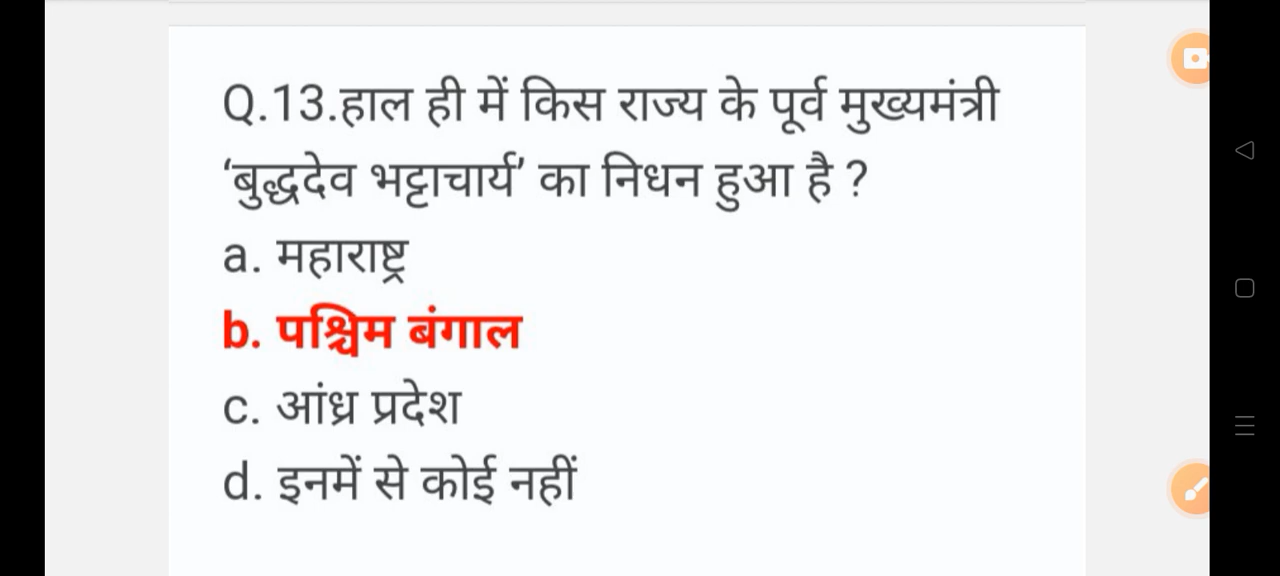 Q.13.हाल ही में किस राज्य के पूर्व मुख्यमंत्री
‘बुद्धदेव भट्टाचार्य’ का निधन हुआ है ?
a. महाराष्ट्र
b. पश्चिम बंगाल
c. आंध्र प्रदेश
d. इनमें से कोई नहीं